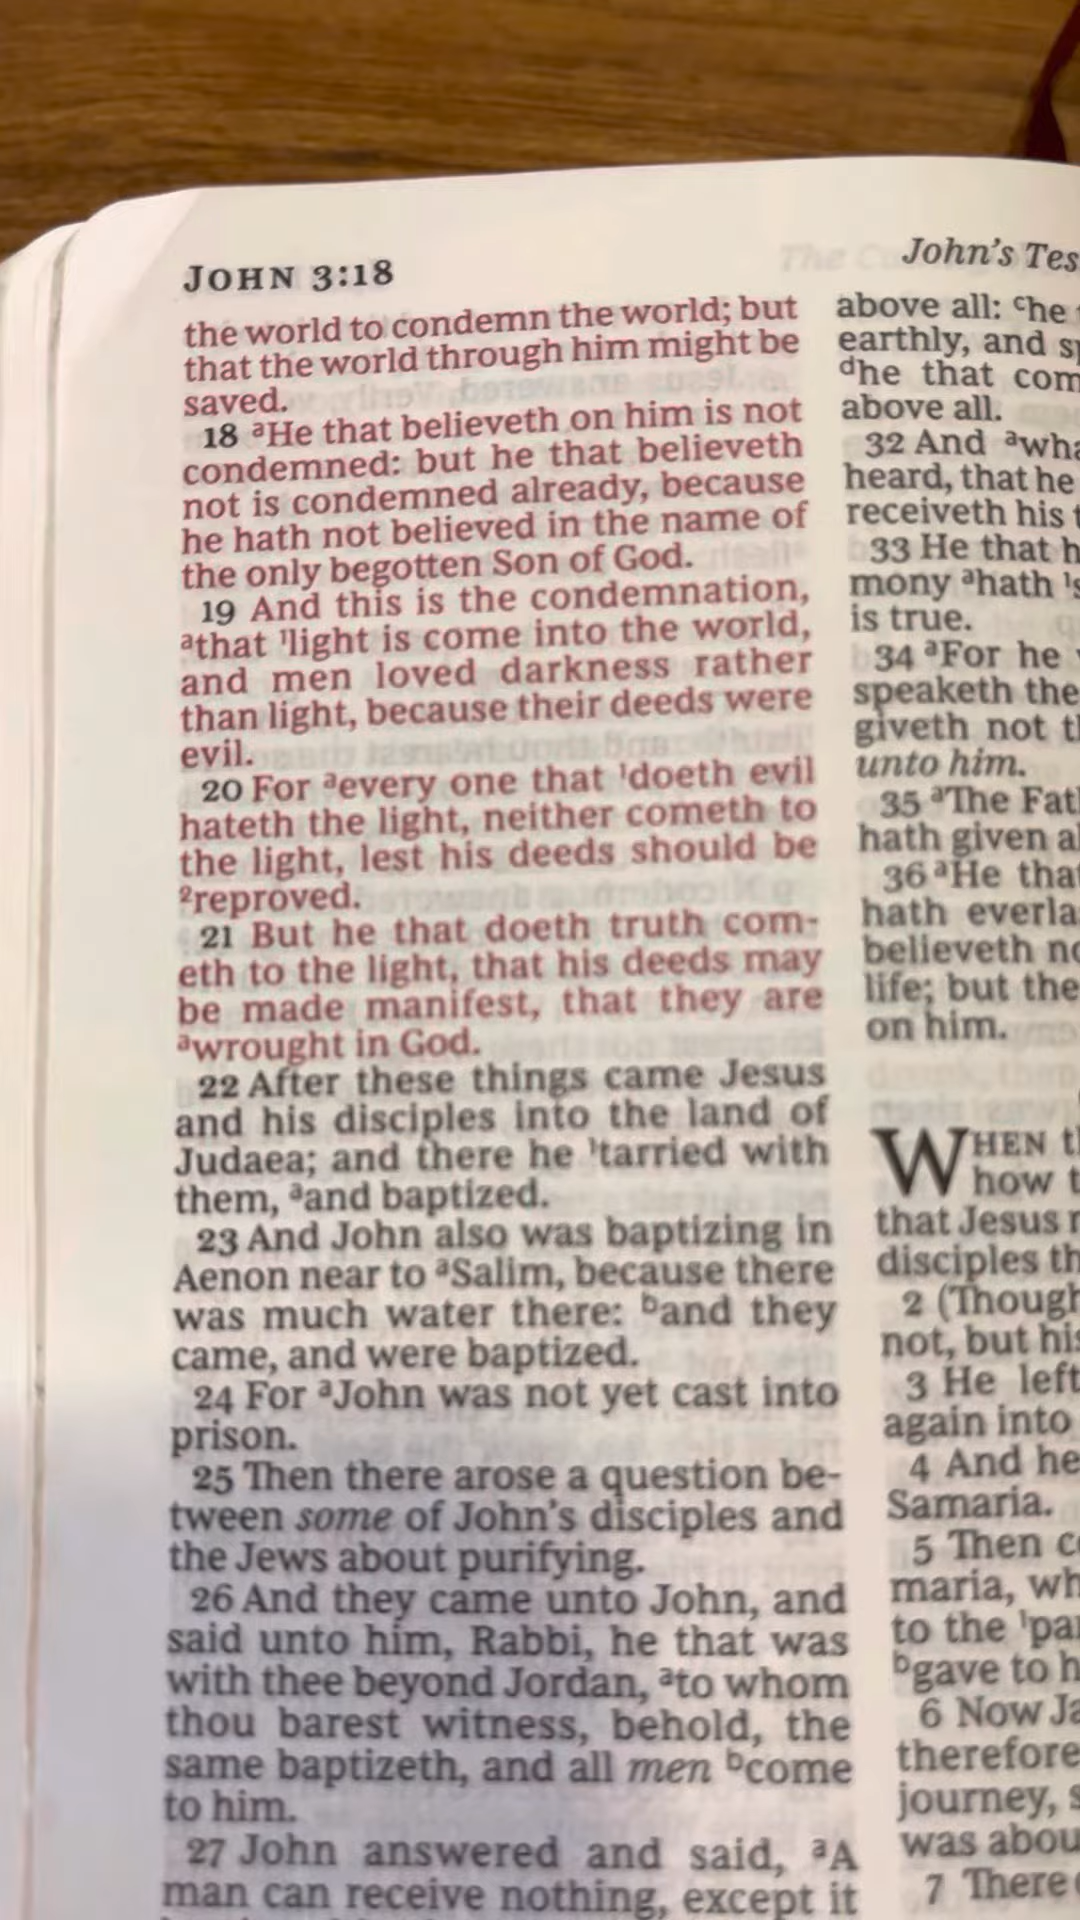 JOHN 3:18
the world to condemn the world; but
that the world through him might be
saved.
18 ᵃHe that believeth on him is not
condemned: but he that believeth
not is condemned already, because
he hath not believed in the name of
the only begotten Son of God.
19 And this is the condemnation,
ᵃthat ¹light is come into the world,
and men loved darkness rather
than light, because their deeds were
evil.
20 For ᵃevery one that ¹doeth evil
hateth the light, neither cometh to
the light, lest his deeds should be
²reproved.
21 But he that doeth truth com-
eth to the light, that his deeds may
be made manifest, that they are
ᵃwrought in God.
22 After these things came Jesus
and his disciples into the land of
Judaea; and there he ¹tarried with
them, ᵃand baptized.
23 And John also was baptizing in
Aenon near to ᵃSalim, because there
was much water there: ᵇand they
came, and were baptized.
24 For ᵃJohn was not yet cast into
prison.
25 Then there arose a question be-
tween some of John's disciples and
the Jews about purifying.
26 And they came unto John, and
said unto him, Rabbi, he that was
with thee beyond Jordan, ᵃto whom
thou barest witness, behold, the
same baptizeth, and all men ᵇcome
to him.
27 John answered and said, ᵃA
man can receive nothing, except it
John's Tes
above all: ᶜhe
earthly, and sp
ᵈhe that com
above all.
32 And ᵃwha
heard, that he
receiveth his t
33 He that h
mony ᵃhath ¹s
is true.
34 ᵃFor he
speaketh the
giveth not th
unto him.
35 ᵃThe Fat
hath given al
36 ᵃHe that
hath everla
believeth no
life; but the
on him.
WHEN th
how t
that Jesus
disciples th
2 (Though
not, but his
3 He left
again into
4 And he
Samaria.
5 Then c
maria, wh
to the ¹par
ᵇgave to h
6 Now Ja
therefore
journey, s
was abou
7 There